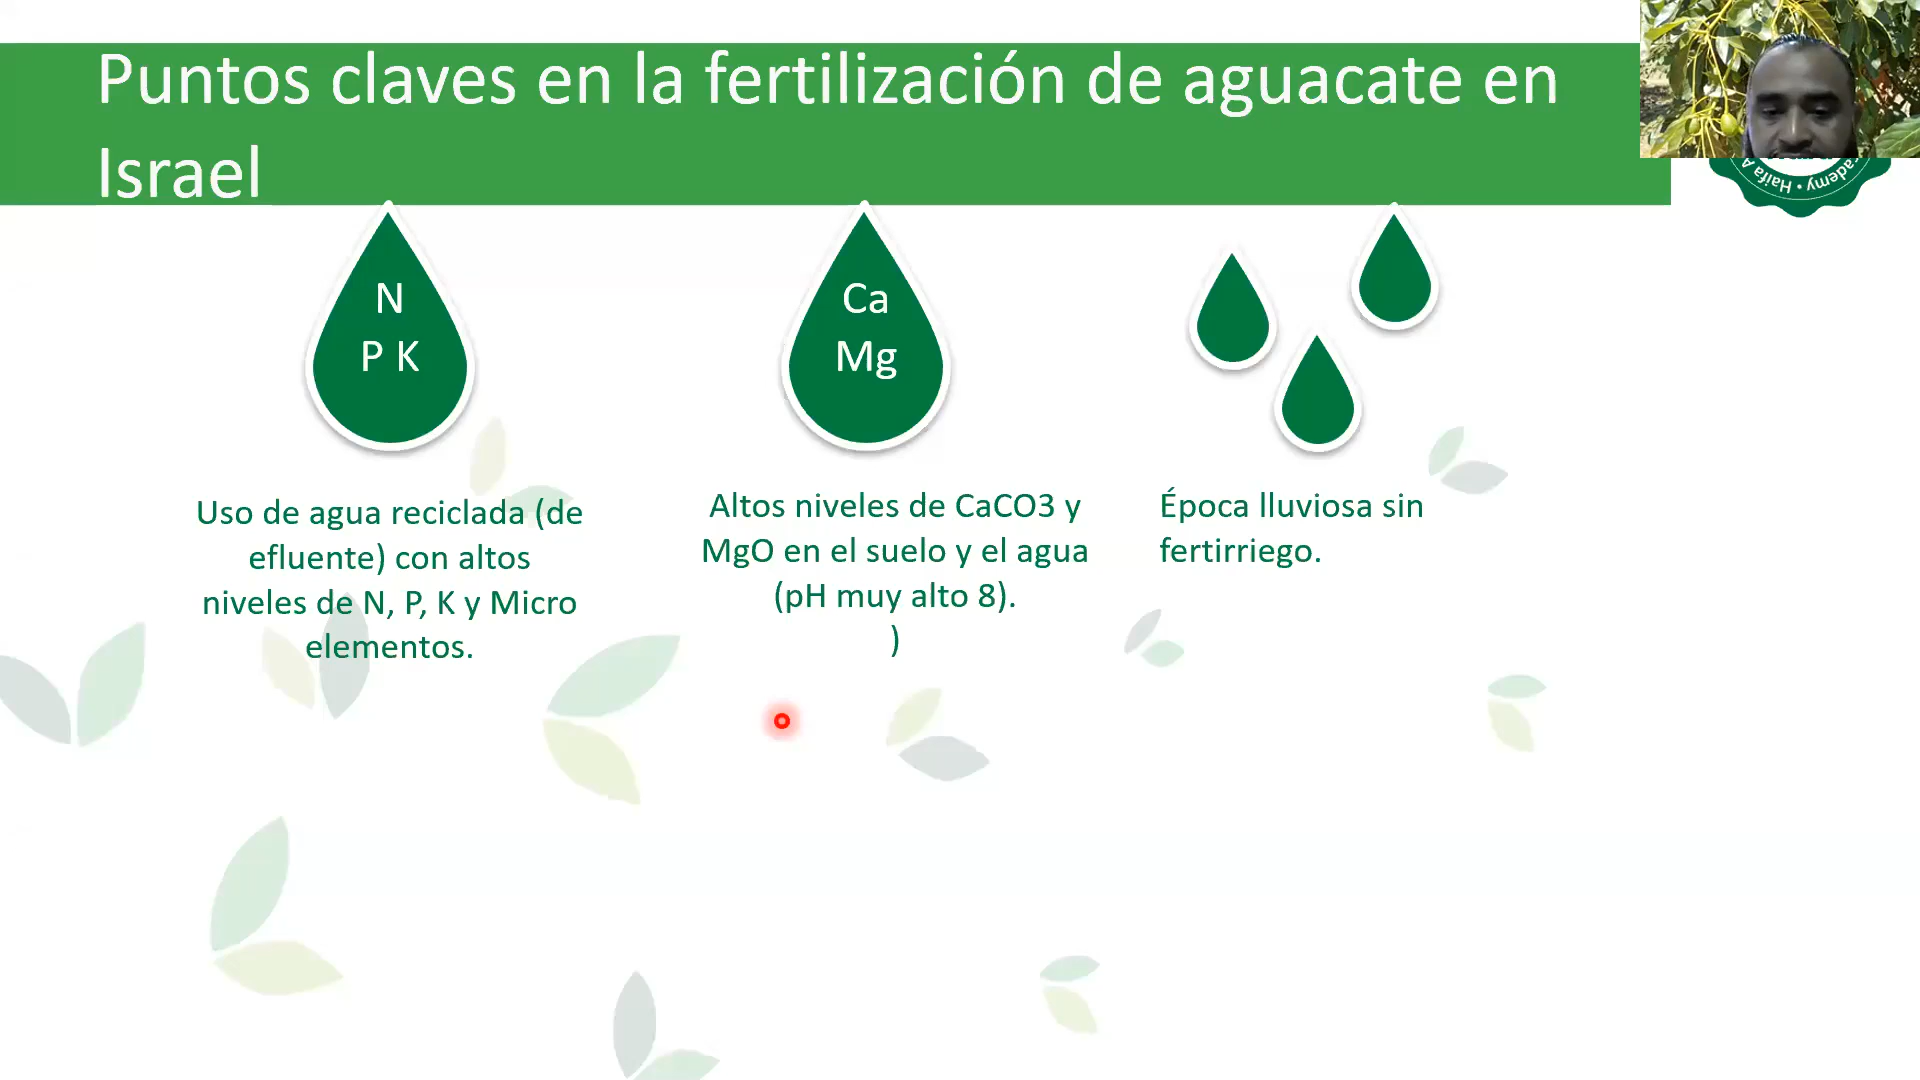 Puntos claves en la fertilización de aguacate en
Israel
N
P K
Ca
Mg
Uso de agua reciclada (de
efluente) con altos
niveles de N, P, K y Micro
elementos.
Altos niveles de CaCO3 y
MgO en el suelo y el agua
(pH muy alto 8).
)
Época lluviosa sin
fertirriego.
Haifa A
ademy